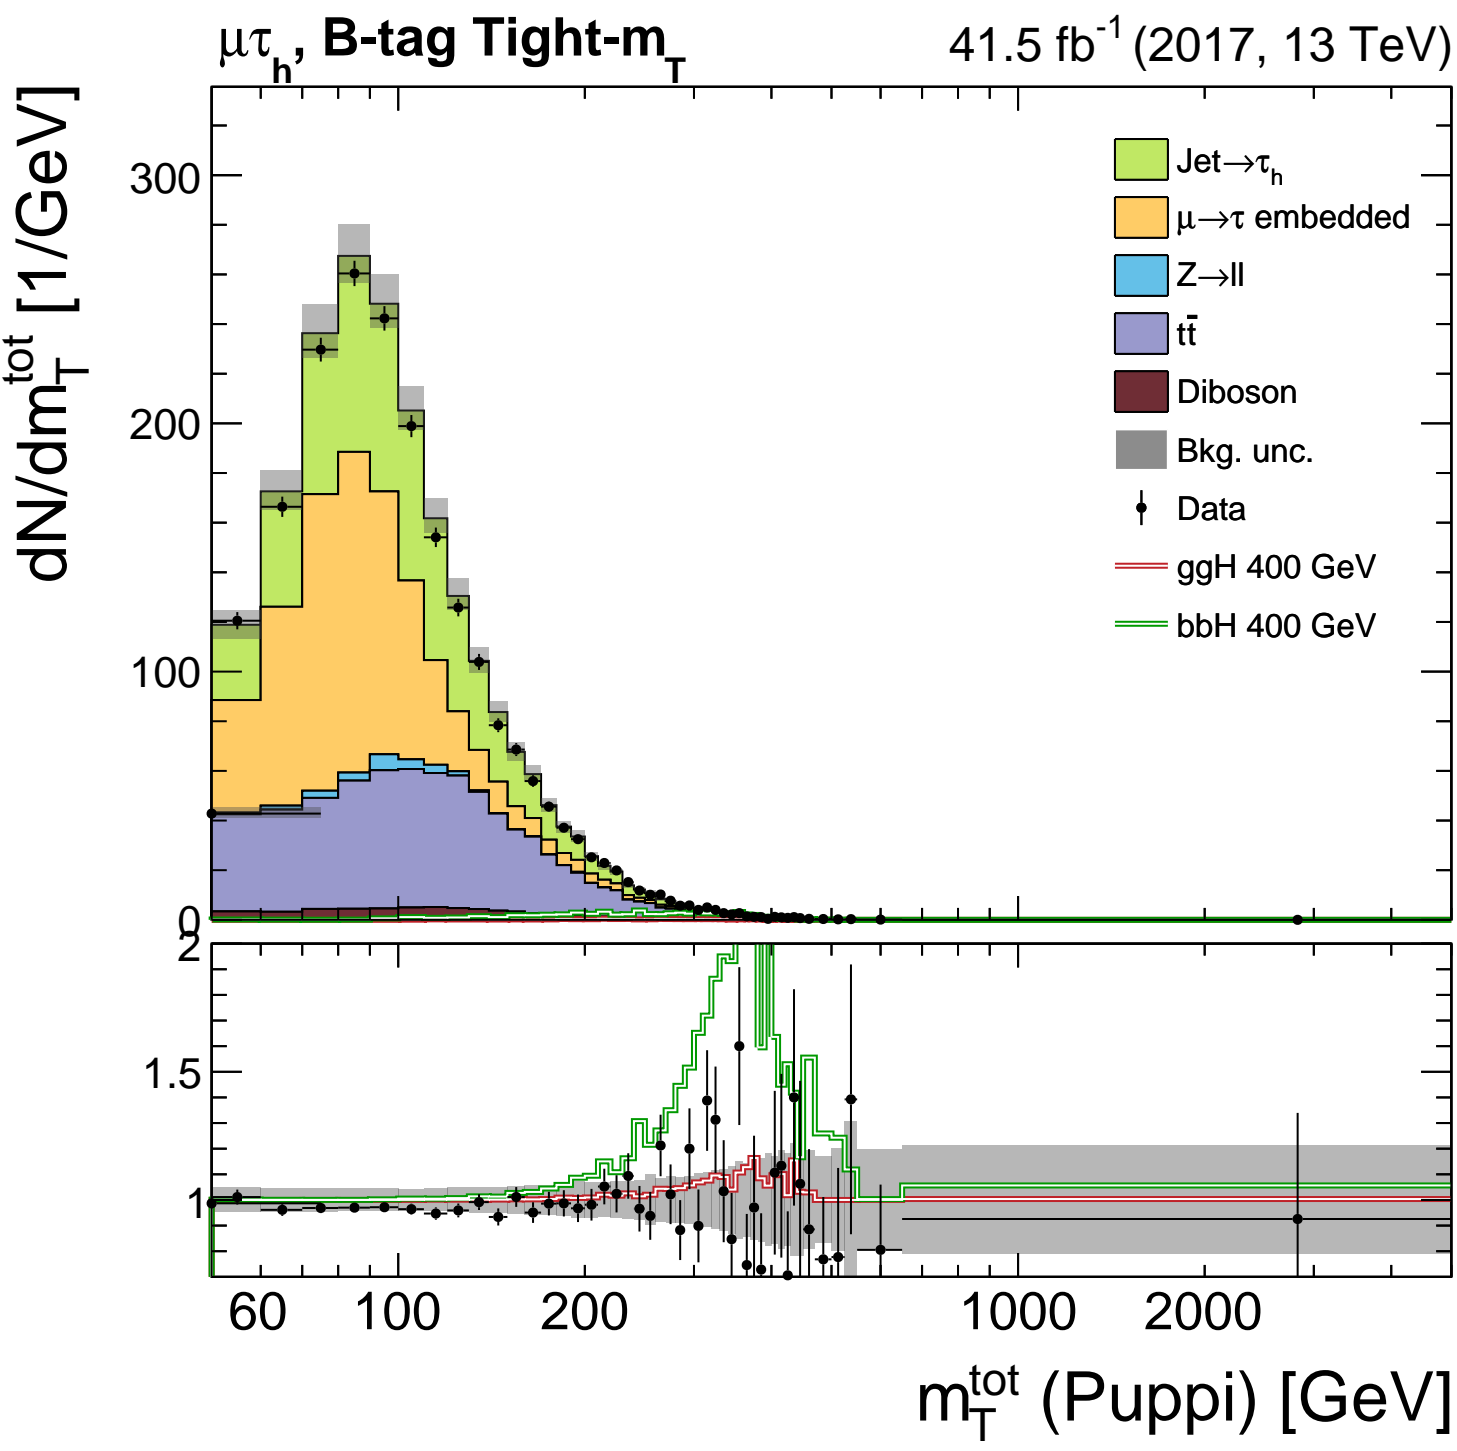 μτh, B-tag Tight-mT
41.5 fb-1 (2017, 13 TeV)
dN/dmTtot [1/GeV]
300
200
100
0
Jet→τh
μ→τ embedded
Z→ll
tt̄
Diboson
Bkg. unc.
Data
ggH 400 GeV
bbH 400 GeV
2
1.5
1
60 100 200 1000 2000
mTtot (Puppi) [GeV]